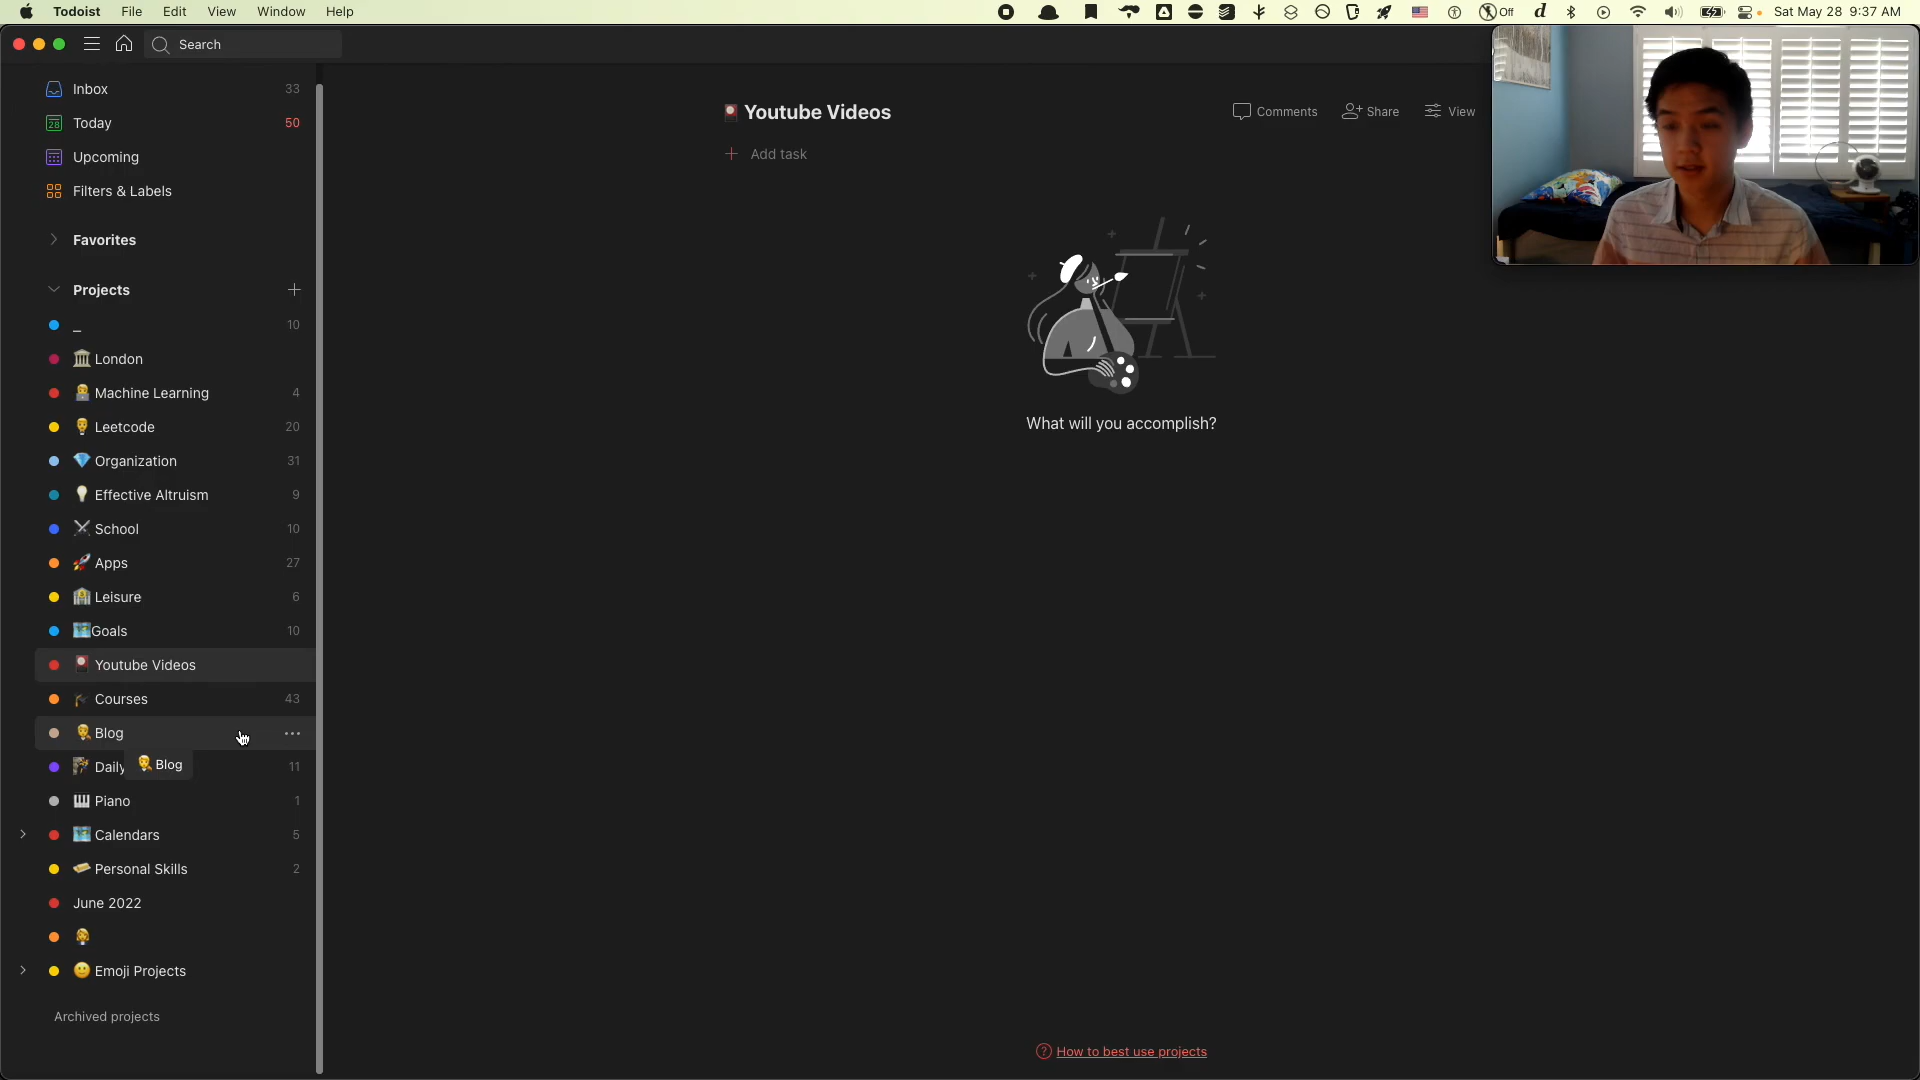 Todoist File Edit View Window Help
Off d Sat May 28 9:37 AM
Search
Inbox 33
28 Today 50
Upcoming
Filters & Labels
Favorites
Projects
_ 10
🏛️ London
👩‍💻 Machine Learning 4
Leetcode 20
💎 Organization 31
💡 Effective Altruism 9
⚔️ School 10
🚀 Apps 27
Leisure 6
🗺️Goals 10
🎴 Youtube Videos
🎓 Courses 43
Blog
Daily 11
Blog
🎹 Piano 1
🗺️ Calendars 5
🎫 Personal Skills 2
June 2022
🙂 Emoji Projects
Archived projects
🎴 Youtube Videos
Comments Share View
+ Add task
What will you accomplish?
? How to best use projects